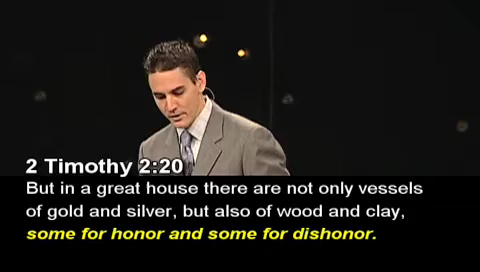 2 Timothy 2:20
But in a great house there are not only vessels
of gold and silver, but also of wood and clay,
some for honor and some for dishonor.